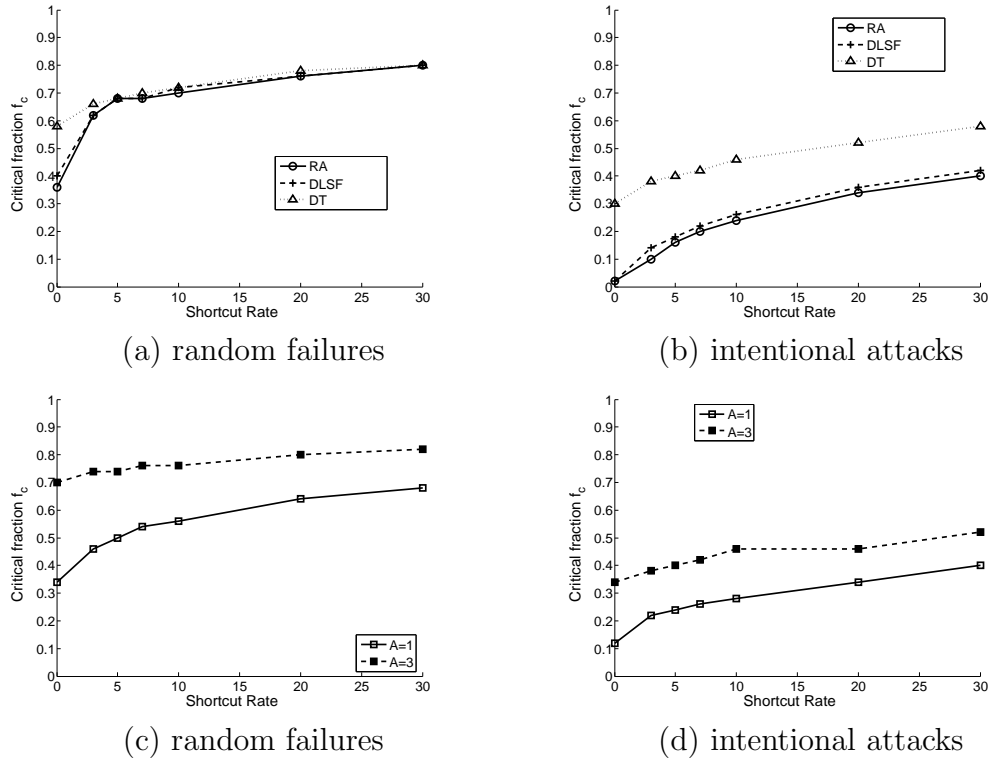 1
0.9
0.8
0.7
0.6
0.5
0.4
0.3
0.2
0.1
0
Critical fraction f_c
RA
DLSF
DT
0 5 10 15 20 25 30
Shortcut Rate
(a) random failures
1
0.9
0.8
0.7
0.6
0.5
0.4
0.3
0.2
0.1
0
Critical fraction f_c
RA
DLSF
DT
0 5 10 15 20 25 30
Shortcut Rate
(b) intentional attacks
1
0.9
0.8
0.7
0.6
0.5
0.4
0.3
0.2
0.1
0
Critical fraction f_c
A=1
A=3
0 5 10 15 20 25 30
Shortcut Rate
(c) random failures
1
0.9
0.8
0.7
0.6
0.5
0.4
0.3
0.2
0.1
0
Critical fraction f_c
A=1
A=3
0 5 10 15 20 25 30
Shortcut Rate
(d) intentional attacks